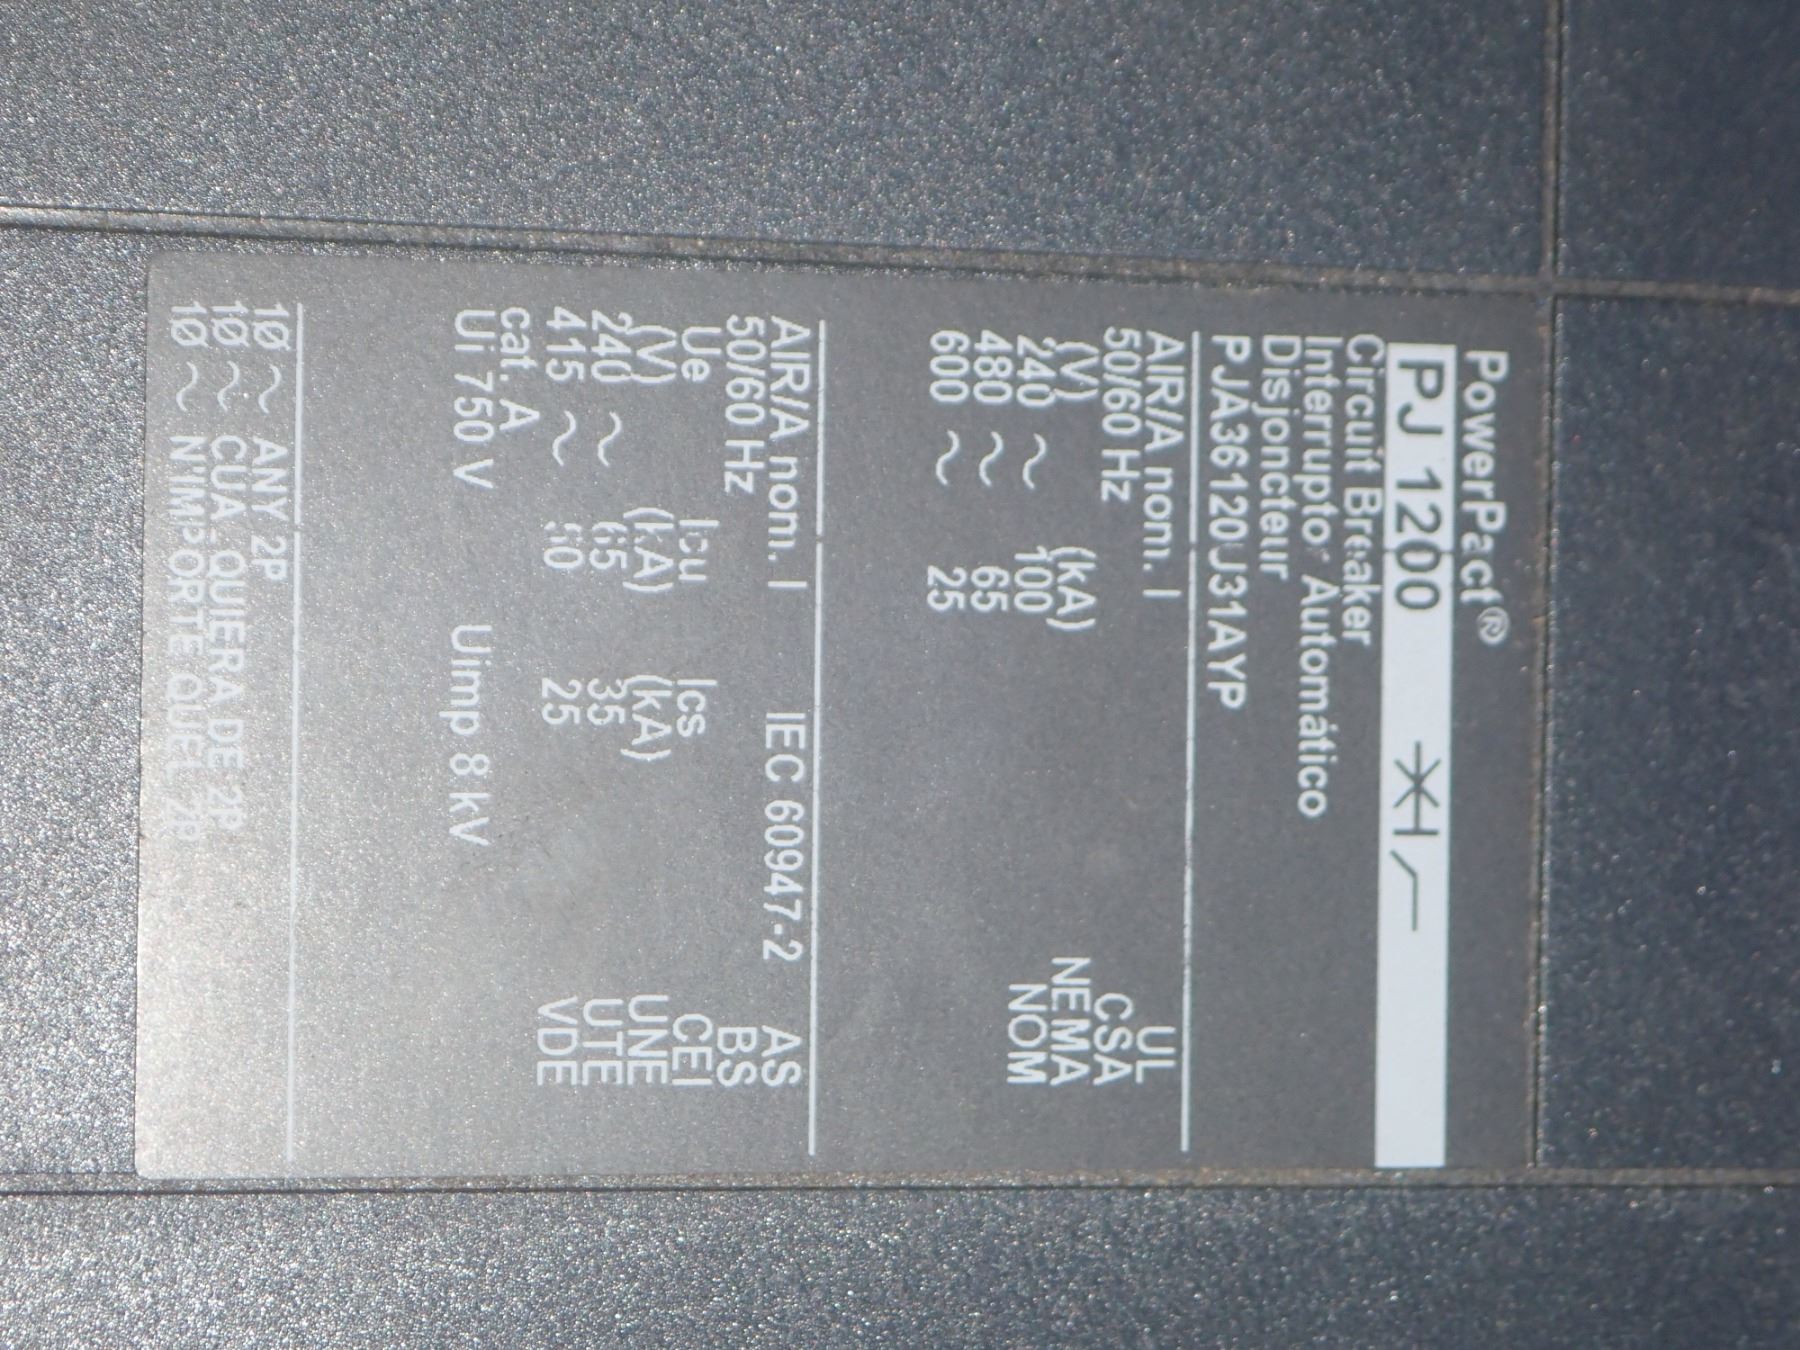 PowerPact®
PJ 1200
Circuit Breaker
Interruptor Automático
Disjoncteur
PJA36120U31AYP
AIR/A nom. I UL
50/60 Hz CSA
(V) (kA) NEMA
240 ~ 100 NOM
480 ~ 65
600 ~ 25
AIR/A nom. I IEC 60947-2 AS
50/60 Hz BS
Ue Icu Ics CEI
(V) (kA) (kA) UNE
240 ~ 65 35 UTE
415 ~ 25 VDE
cat. A
Ui 750 V Uimp 8 kV
1Ø ~ ANY 2P
1Ø ~ CUALQUIERA DE 2P
1Ø ~ N'IMPORTE QUEL 2P